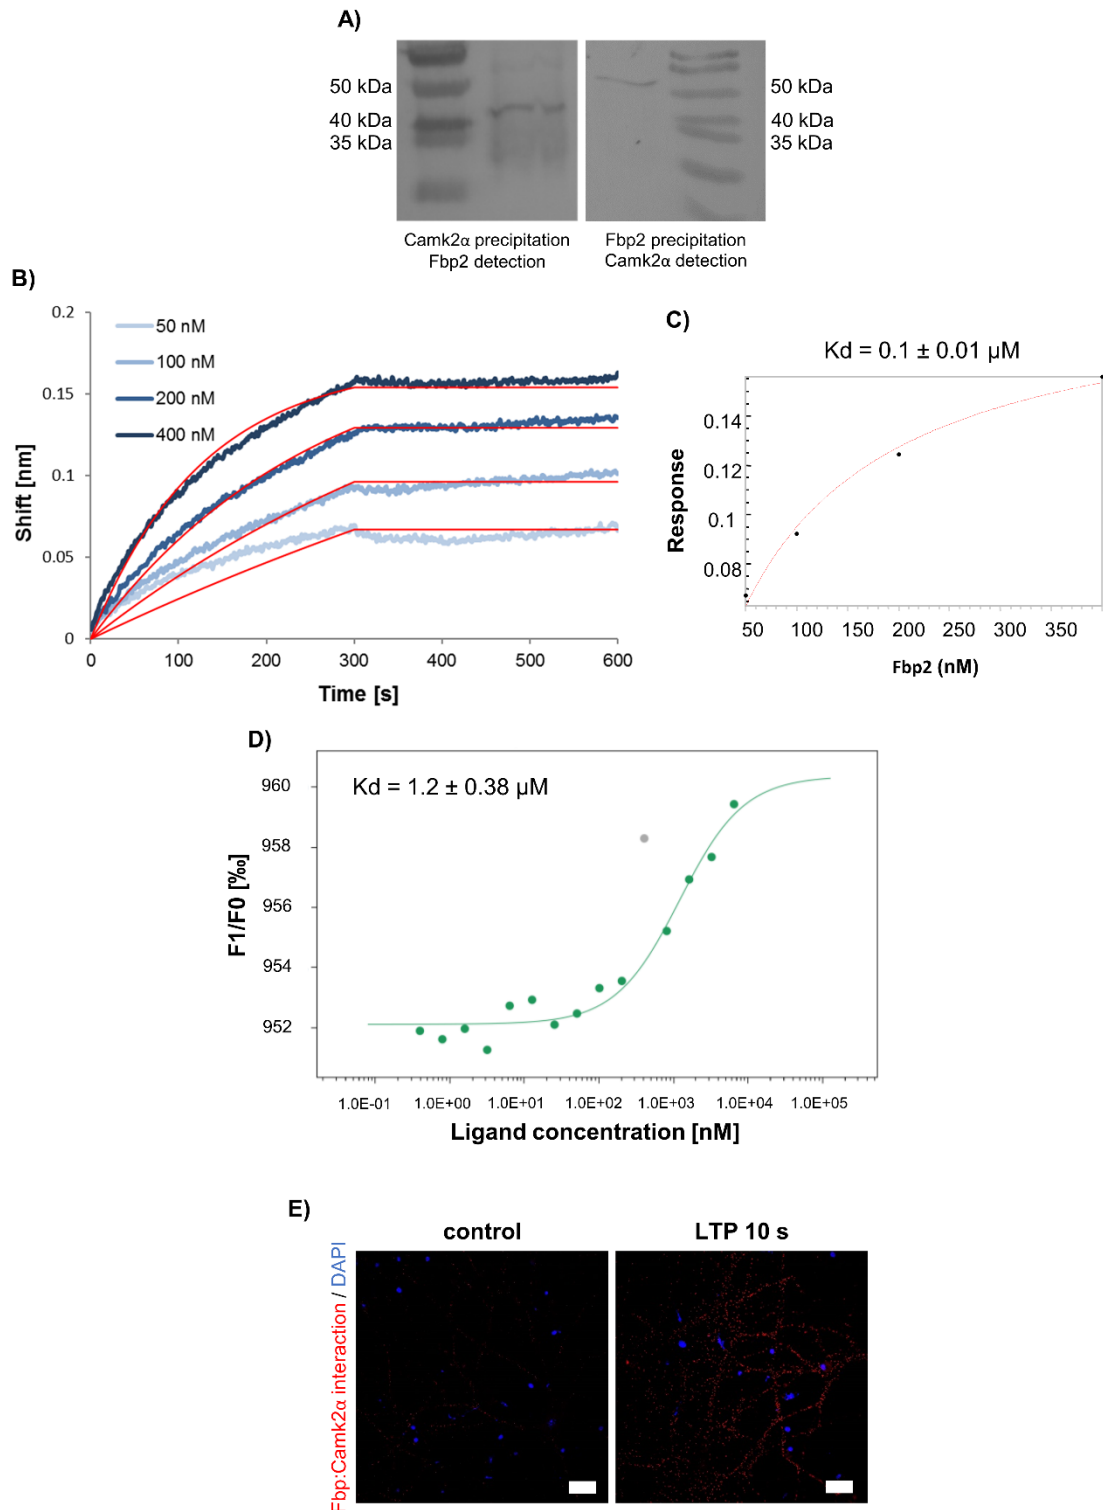 A)
50 kDa
40 kDa
35 kDa
50 kDa
40 kDa
35 kDa
Camk2α precipitation
Fbp2 detection
Fbp2 precipitation
Camk2α detection
B)
0.2
0.15
0.1
0.05
0
Shift [nm]
50 nM
100 nM
200 nM
400 nM
0 100 200 300 400 500 600
Time [s]
C)
Kd = 0.1 ± 0.01 µM
Response
0.14
0.12
0.1
0.08
50 100 150 200 250 300 350
Fbp2 (nM)
D)
Kd = 1.2 ± 0.38 µM
F1/F0 [‰]
960
958
956
954
952
1.0E-01 1.0E+00 1.0E+01 1.0E+02 1.0E+03 1.0E+04 1.0E+05
Ligand concentration [nM]
E)
control
LTP 10 s
Fbp:Camk2α interaction / DAPI